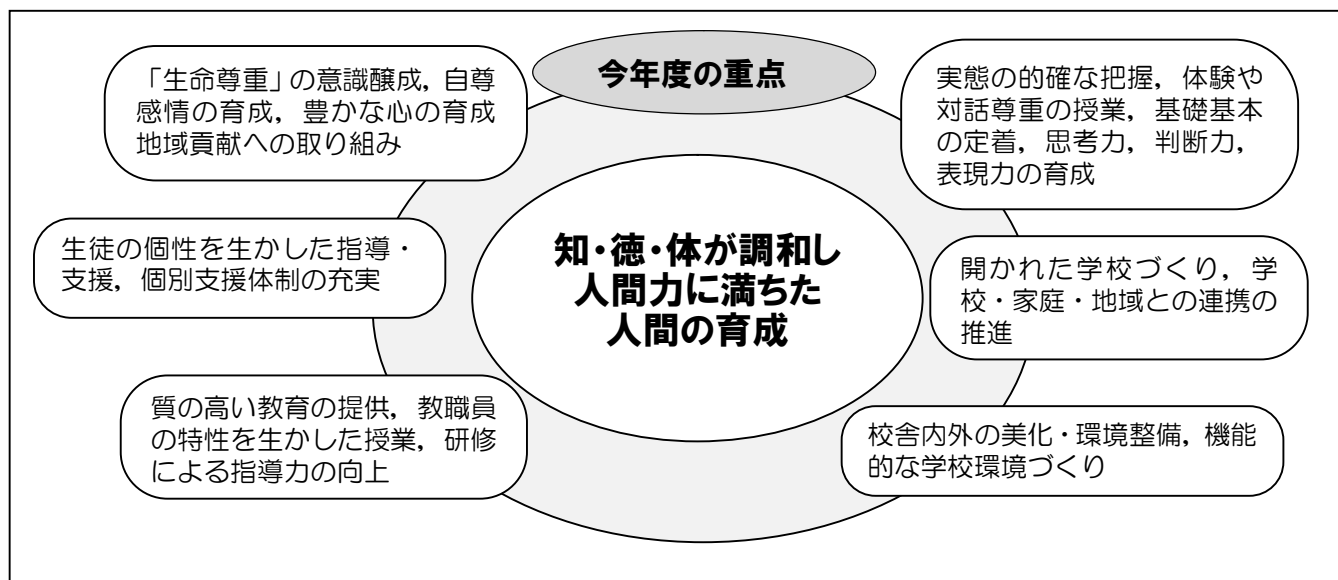 今年度の重点
「生命尊重」の意識醸成，自尊
感情の育成，豊かな心の育成
地域貢献への取り組み
実態の的確な把握，体験や
対話尊重の授業，基礎基本
の定着，思考力，判断力，
表現力の育成
生徒の個性を生かした指導・
支援，個別支援体制の充実
知・徳・体が調和し
人間力に満ちた
人間の育成
開かれた学校づくり，学
校・家庭・地域との連携の
推進
質の高い教育の提供，教職員
の特性を生かした授業，研修
による指導力の向上
校舎内外の美化・環境整備，機能
的な学校環境づくり